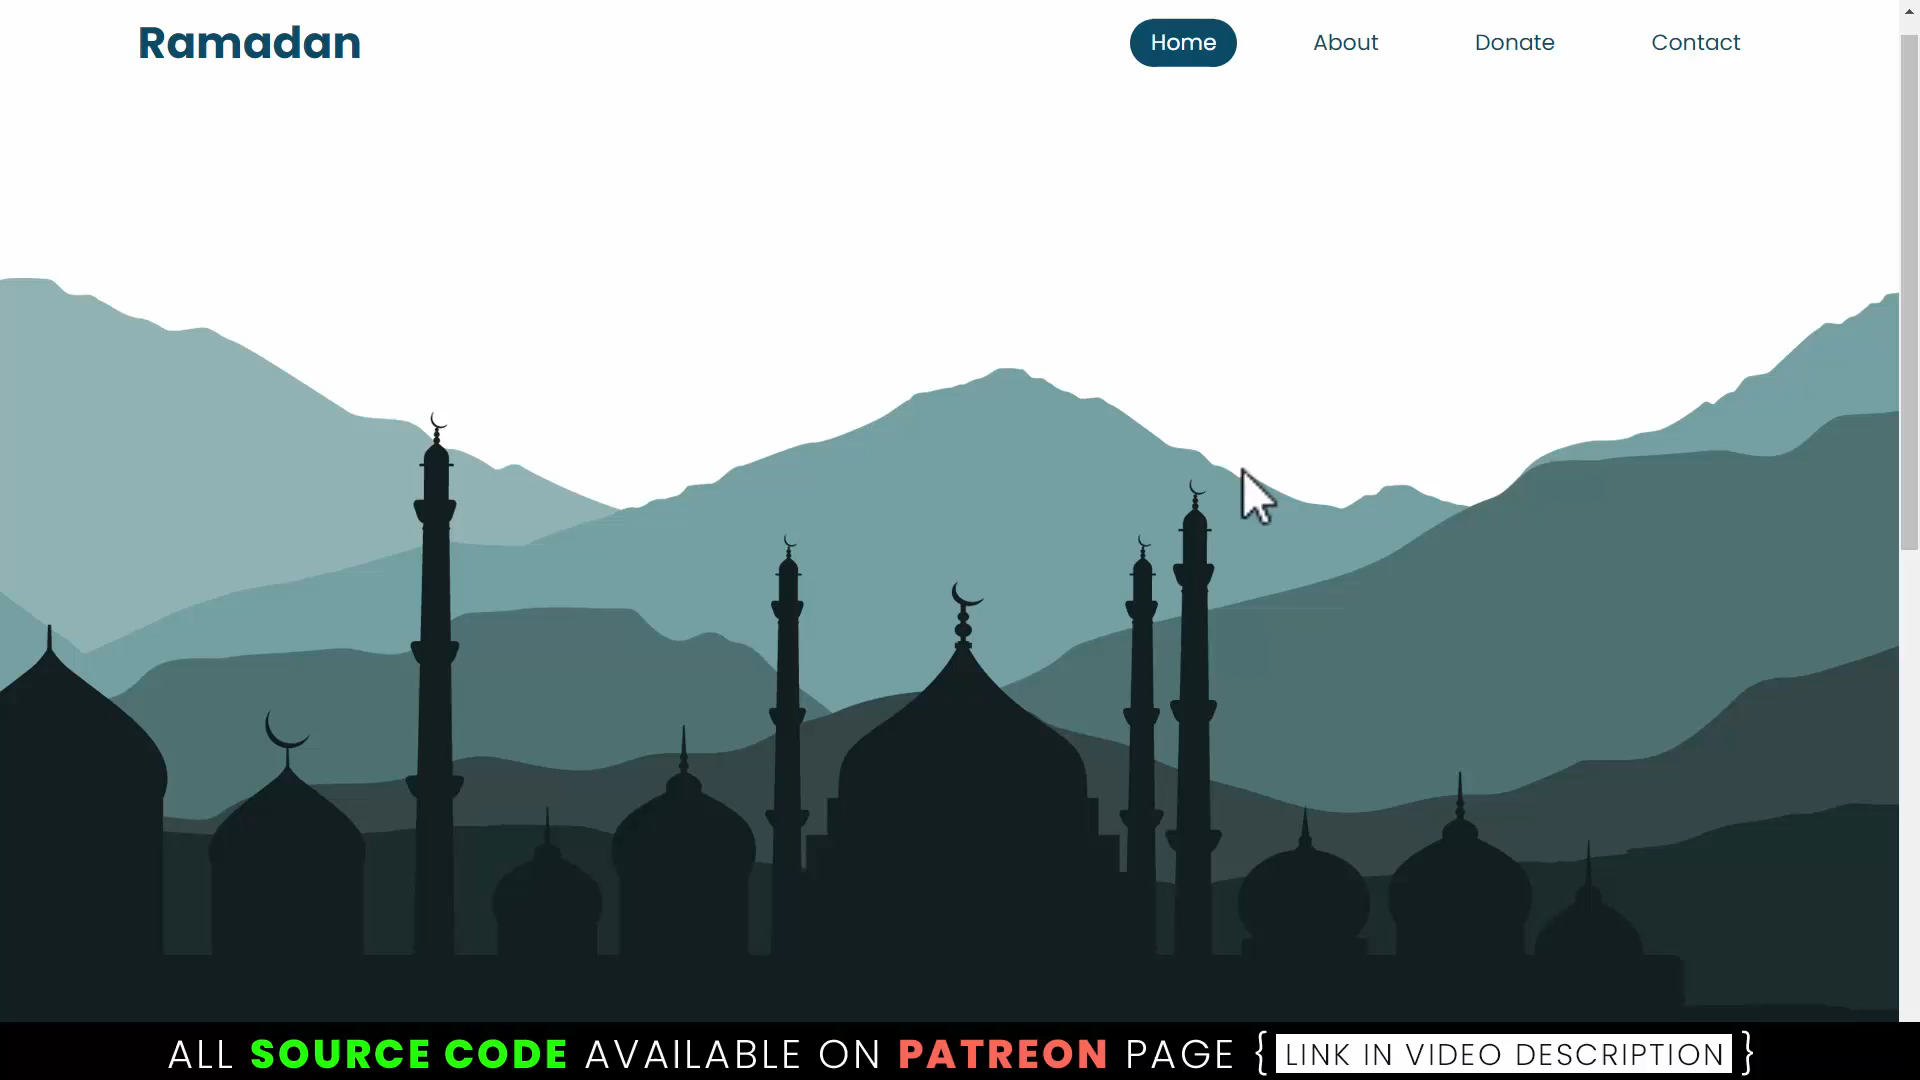 Ramadan
Home About Donate Contact
ALL SOURCE CODE AVAILABLE ON PATREON PAGE { LINK IN VIDEO DESCRIPTION }